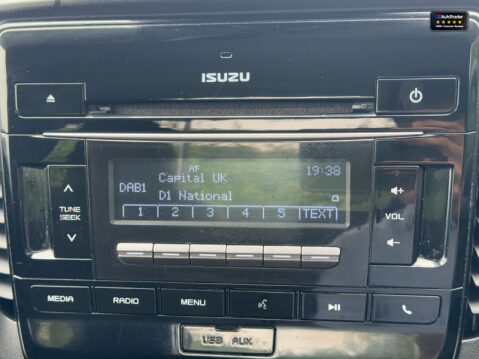 AutoTrader
ISUZU
AF
19:38
Capital UK
DAB1
D1 National
1 2 3 4 5 TEXT
TUNE
SEEK
VOL
MEDIA RADIO MENU
USB AUX